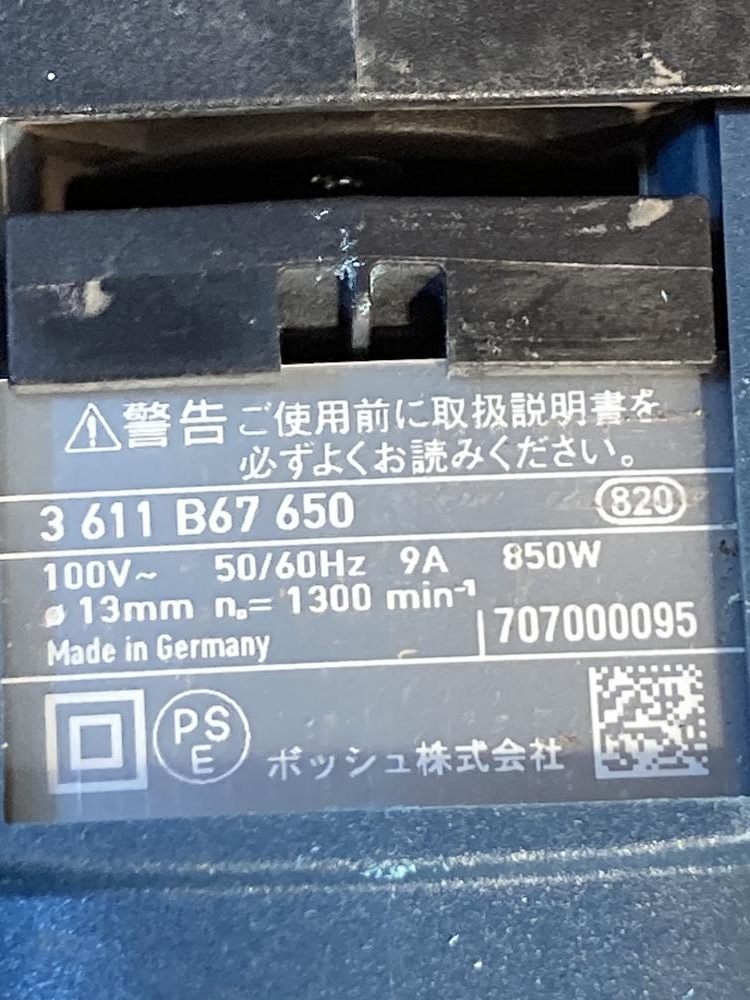 警告 ご使用前に取扱説明書を
必ずよくお読みください。
3 611 B67 650 820
100V~ 50/60Hz 9A 850W
ø 13mm n₀= 1300 min⁻¹
Made in Germany 707000095
PS
E
ボッシュ株式会社